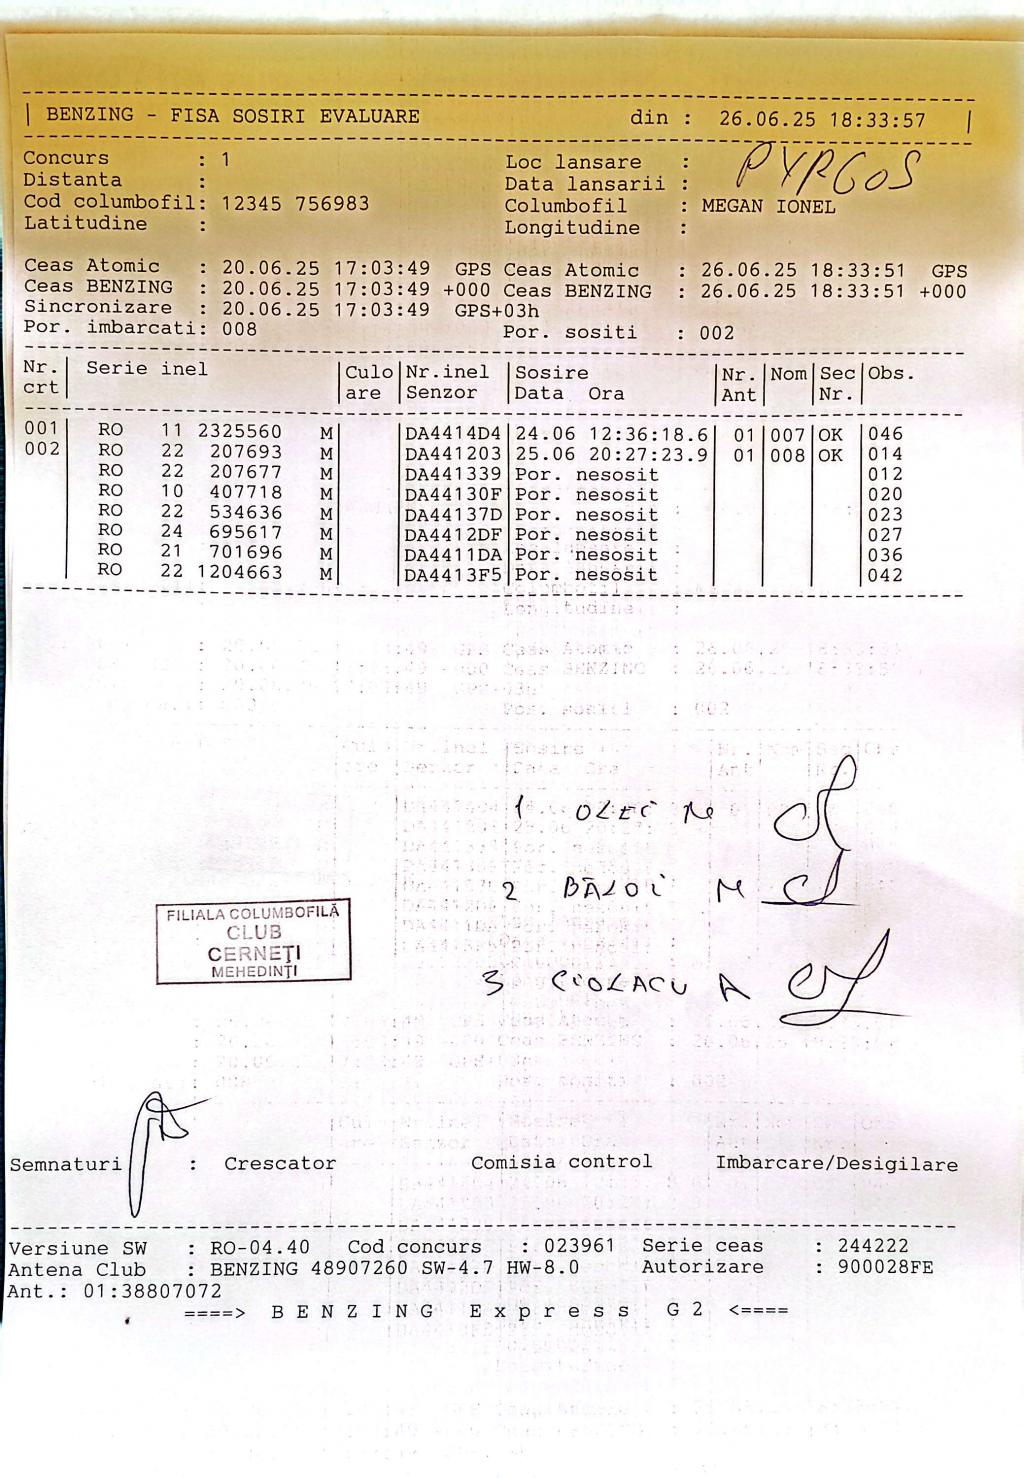 BENZING - FISA SOSIRI EVALUARE din : 26.06.25 18:33:57
Concurs : 1 Loc lansare : PYRGOS
Distanta : Data lansarii :
Cod columbofil: 12345 756983 Columbofil : MEGAN IONEL
Latitudine : Longitudine :
Ceas Atomic : 20.06.25 17:03:49 GPS Ceas Atomic : 26.06.25 18:33:51 GPS
Ceas BENZING : 20.06.25 17:03:49 +000 Ceas BENZING : 26.06.25 18:33:51 +000
Sincronizare : 20.06.25 17:03:49 GPS+03h
Por. imbarcati: 008 Por. sositi : 002
Nr. | Serie inel |Culo|Nr.inel |Sosire |Nr. |Nom|Sec|Obs.
crt| |are |Senzor |Data Ora |Ant| |Nr.|
001 RO 11 2325560 M DA4414D4 24.06 12:36:18.6 01 007 OK 046
002 RO 22 207693 M DA441203 25.06 20:27:23.9 01 008 OK 014
RO 22 207677 M DA441339 Por. nesosit 012
RO 10 407718 M DA44130F Por. nesosit 020
RO 22 534636 M DA44137D Por. nesosit 023
RO 24 695617 M DA4412DF Por. nesosit 027
RO 21 701696 M DA4411DA Por. nesosit 036
RO 22 1204663 M DA4413F5 Por. nesosit 042
1 OLEC M
2 BĂLOI M
FILIALA COLUMBOFILĂ
CLUB
CERNEŢI
MEHEDINŢI
3 CIOLACU A
Semnaturi : Crescator Comisia control Imbarcare/Desigilare
Versiune SW : RO-04.40 Cod concurs : 023961 Serie ceas : 244222
Antena Club : BENZING 48907260 SW-4.7 HW-8.0 Autorizare : 900028FE
Ant.: 01:38807072
====> B E N Z I N G E x p r e s s G 2 <====